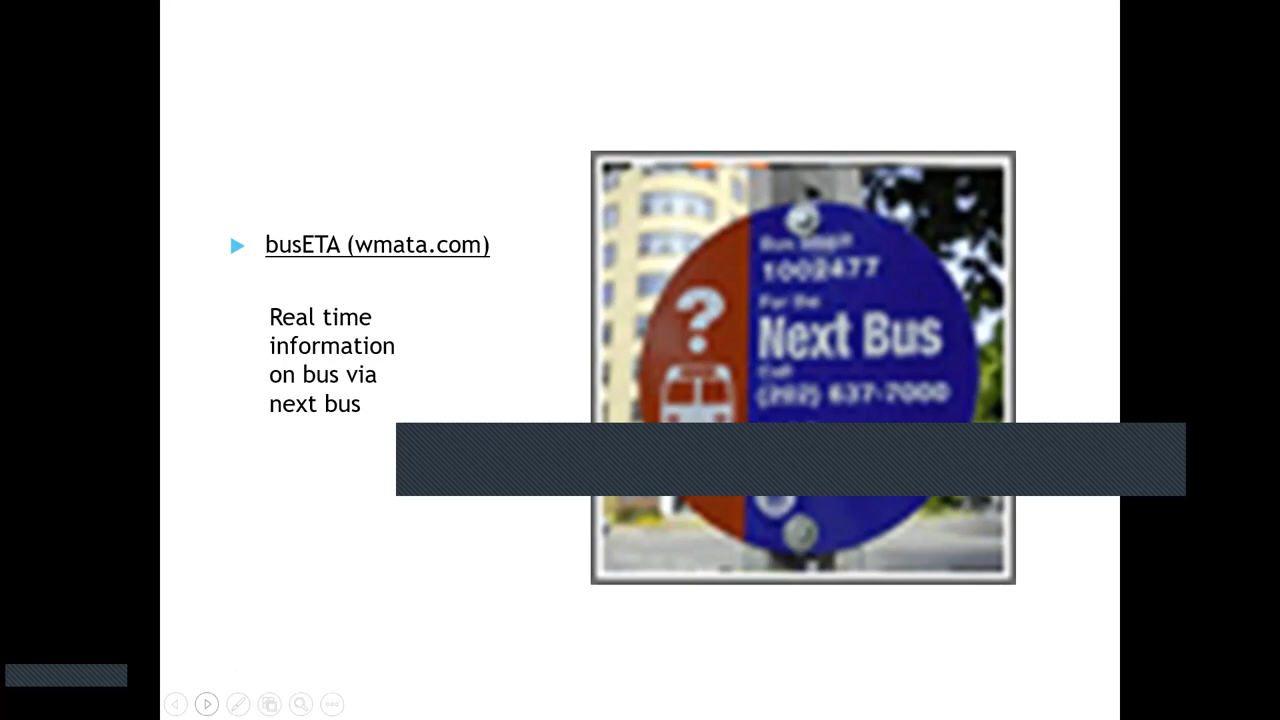 busETA (wmata.com)
Real time
information
on bus via
next bus
Bus
1002477
For the
Next Bus
Call
(202) 637-7000